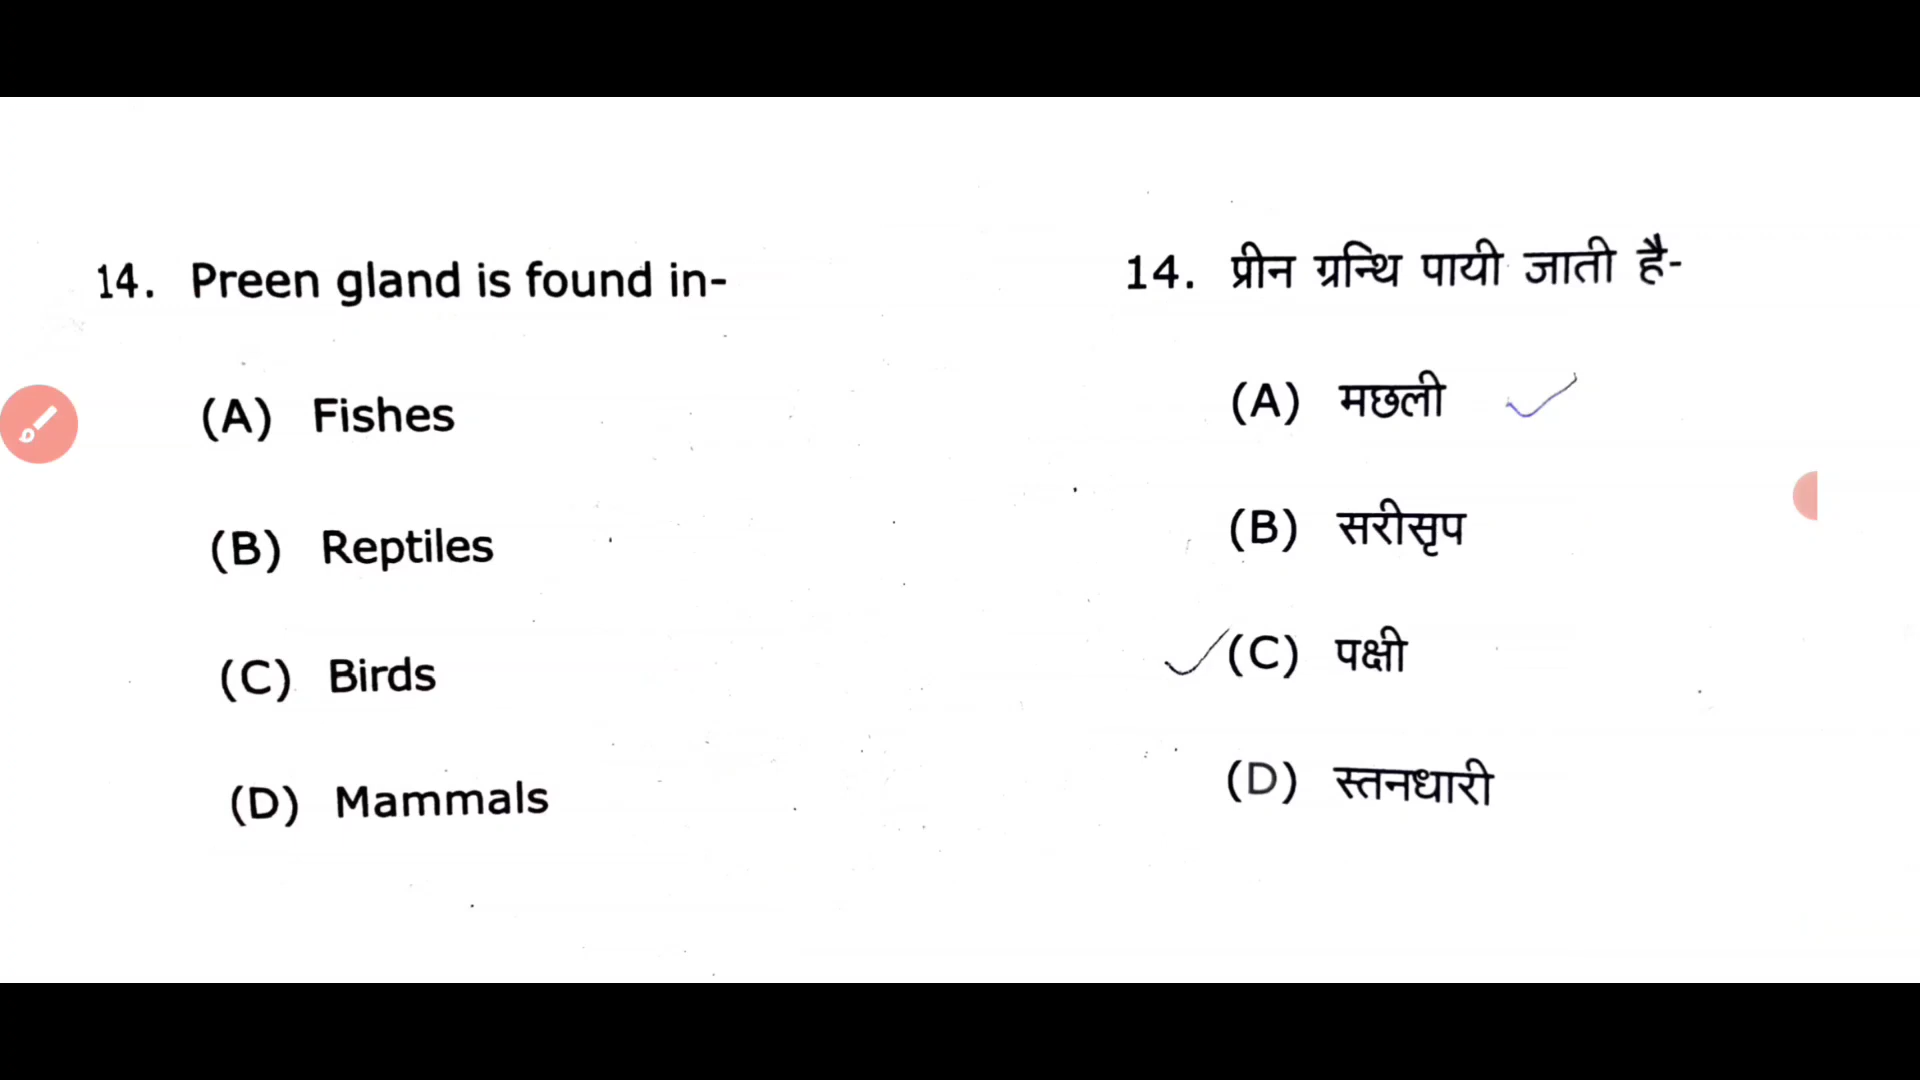 14. Preen gland is found in-
(A) Fishes
(B) Reptiles
(C) Birds
(D) Mammals
14. प्रीन ग्रन्थि पायी जाती है-
(A) मछली
(B) सरीसृप
(C) पक्षी
(D) स्तनधारी